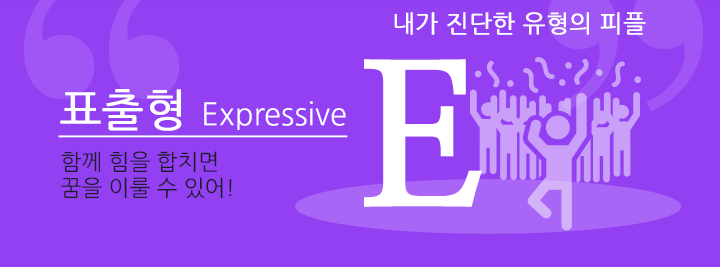 내가 진단한 유형의 피플
표출형 Expressive
E
함께 힘을 합치면
꿈을 이룰 수 있어!